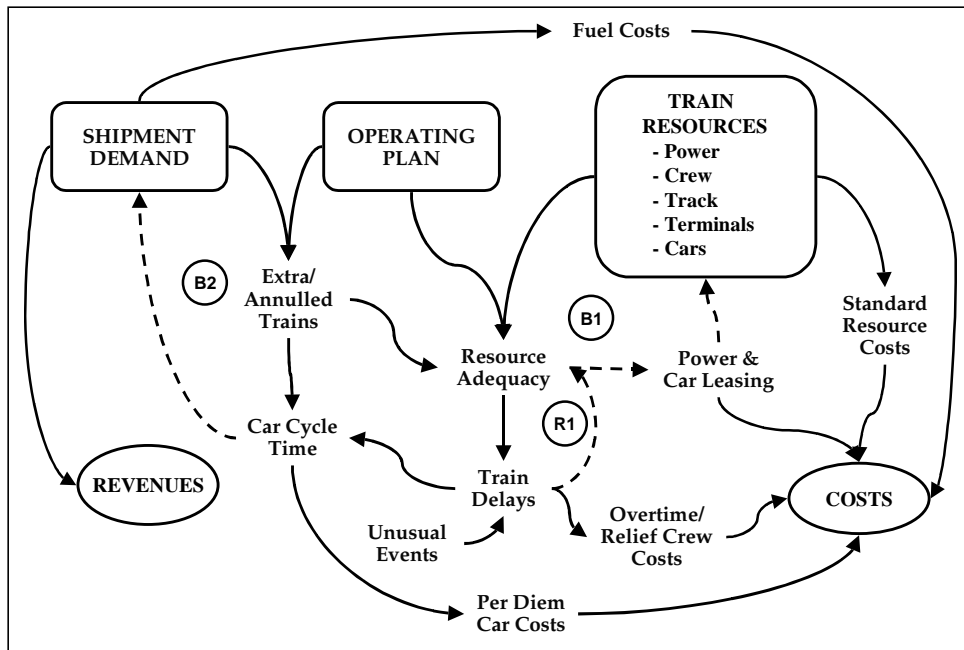 Fuel Costs
SHIPMENT
DEMAND
OPERATING
PLAN
TRAIN
RESOURCES
- Power
- Crew
- Track
- Terminals
- Cars
B2
Extra/
Annulled
Trains
B1
Standard
Resource
Costs
Resource
Adequacy
Power &
Car Leasing
R1
Car Cycle
Time
REVENUES
Train
Delays
COSTS
Unusual
Events
Overtime/
Relief Crew
Costs
Per Diem
Car Costs